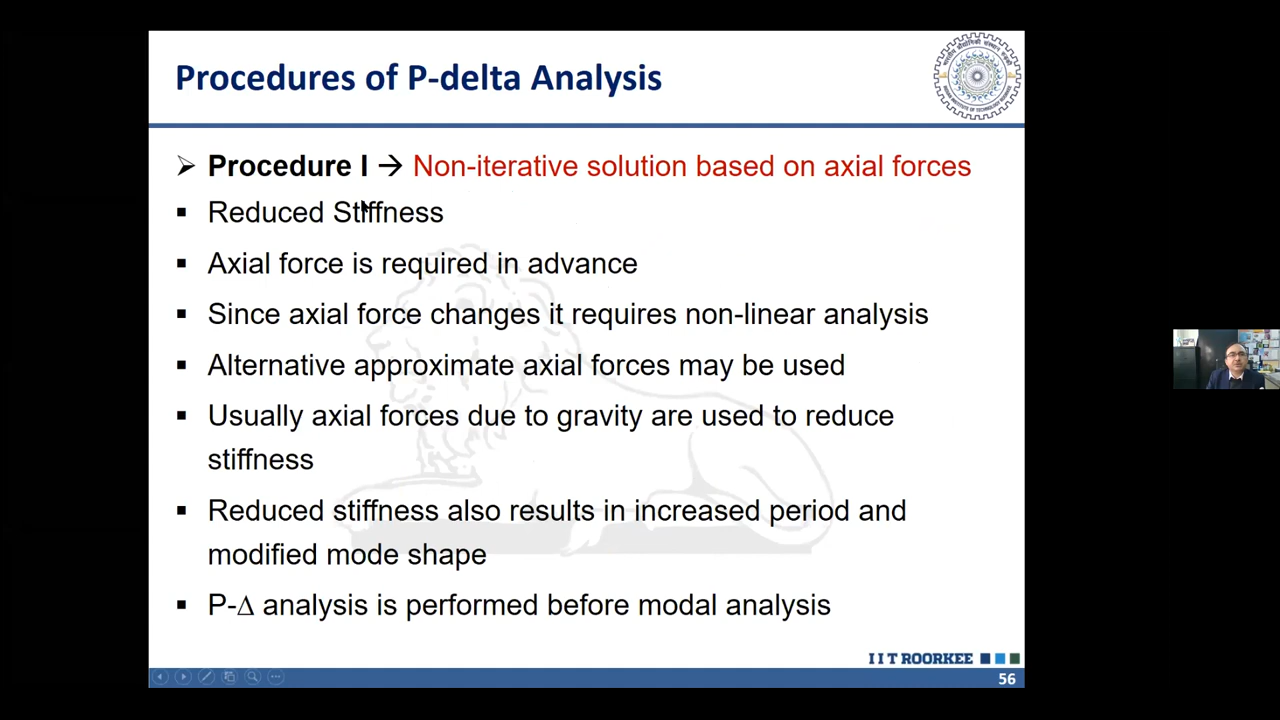 Procedures of P-delta Analysis
➢ Procedure I → Non-iterative solution based on axial forces
▪ Reduced Stiffness
▪ Axial force is required in advance
▪ Since axial force changes it requires non-linear analysis
▪ Alternative approximate axial forces may be used
▪ Usually axial forces due to gravity are used to reduce
stiffness
▪ Reduced stiffness also results in increased period and
modified mode shape
▪ P-∆ analysis is performed before modal analysis
I I T ROORKEE
56